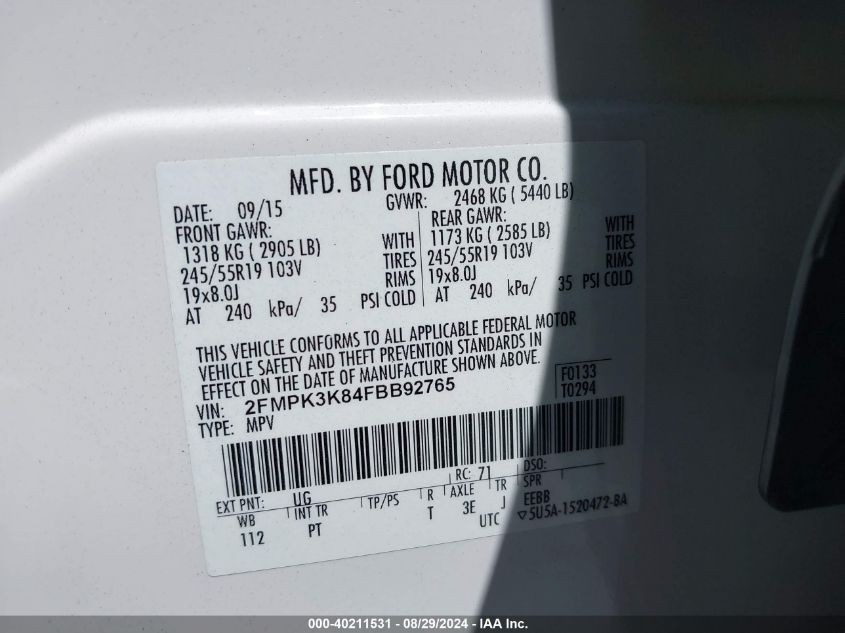 MFD. BY FORD MOTOR CO.
DATE: 09/15 GVWR: 2468 KG ( 5440 LB)
FRONT GAWR: REAR GAWR:
1318 KG ( 2905 LB) WITH 1173 KG ( 2585 LB) WITH
245/55R19 103V TIRES 245/55R19 103V TIRES
19x8.0J RIMS 19x8.0J RIMS
AT 240 kPa/ 35 PSI COLD AT 240 kPa/ 35 PSI COLD
THIS VEHICLE CONFORMS TO ALL APPLICABLE FEDERAL MOTOR
VEHICLE SAFETY AND THEFT PREVENTION STANDARDS IN
EFFECT ON THE DATE OF MANUFACTURE SHOWN ABOVE.
VIN: 2FMPK3K84FBB92765 F0133
TYPE: MPV T0294
EXT PNT: UG RC: 71 DSO:
WB INT TR TP/PS R AXLE TR SPR
112 PT T 3E J EEBB
UTC ▽5U5A-1520472-BA
000-40211531 - 08/29/2024 - IAA Inc.